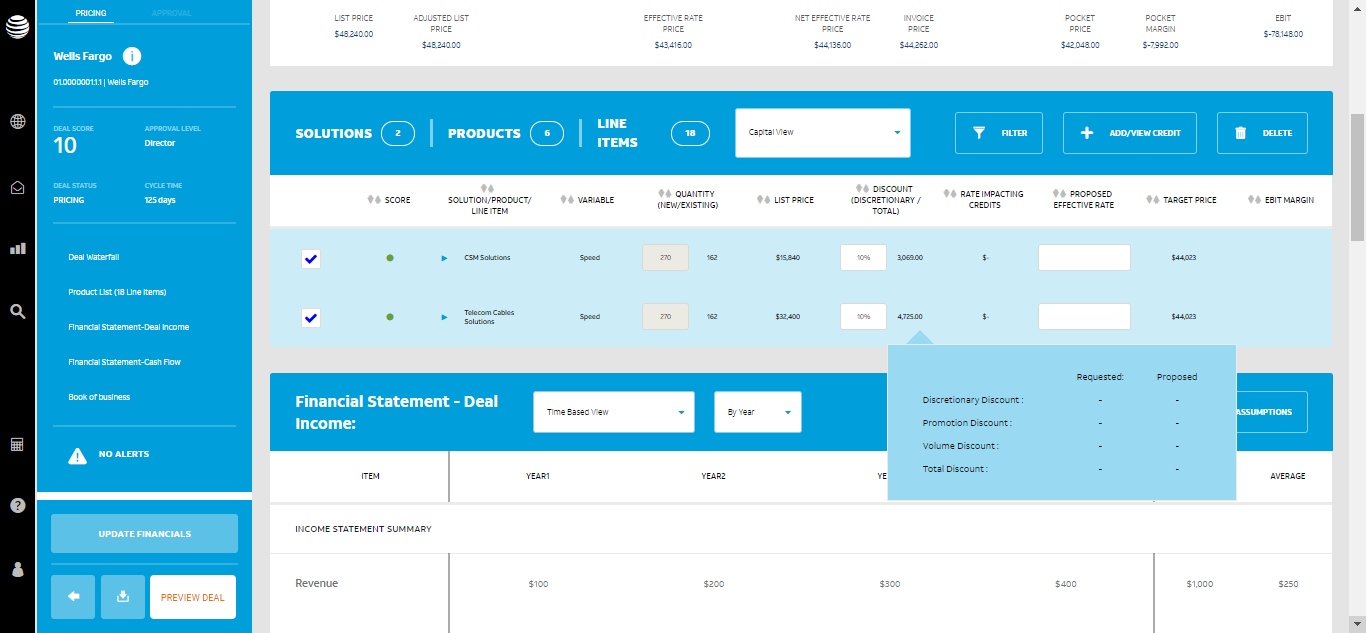 PRICING
APPROVAL
Wells Fargo
i
01.0000001.1.1 | Wells Fargo
DEAL SCORE
10
APPROVAL LEVEL
Director
DEAL STATUS
PRICING
CYCLE TIME
125 days
Deal Waterfall
Product List (18 Line Items)
Financial Statement-Deal Income
Financial Statement-Cash Flow
Book of business
NO ALERTS
UPDATE FINANCIALS
PREVIEW DEAL
LIST PRICE
$48,240.00
ADJUSTED LIST
PRICE
$48,240.00
EFFECTIVE RATE
PRICE
$43,416.00
NET EFFECTIVE RATE
PRICE
$44,136.00
INVOICE
PRICE
$44,262.00
POCKET
PRICE
$42,048.00
POCKET
MARGIN
$-7,992.00
EBIT
$-78,148.00
SOLUTIONS 2
PRODUCTS 6
LINE
ITEMS
18
Capital View
FILTER
ADD/VIEW CREDIT
DELETE
SCORE
SOLUTION/PRODUCT/
LINE ITEM
VARIABLE
QUANTITY
(NEW/EXISTING)
LIST PRICE
DISCOUNT
(DISCRETIONARY /
TOTAL)
RATE IMPACTING
CREDITS
PROPOSED
EFFECTIVE RATE
TARGET PRICE
EBIT MARGIN
CSM Solutions Speed 270 162 $15,840 10% 3,069.00 $- $44,023
Telecom Cables
Solutions
Speed 270 162 $32,400 10% 4,725.00 $- $44,023
Requested: Proposed
Discretionary Discount : - -
Promotion Discount : - -
Volume Discount : - -
Total Discount : - -
Financial Statement - Deal
Income:
Time Based View
By Year
ASSUMPTIONS
ITEM YEAR1 YEAR2 YE AVERAGE
INCOME STATEMENT SUMMARY
Revenue $100 $200 $300 $400 $1,000 $250
?